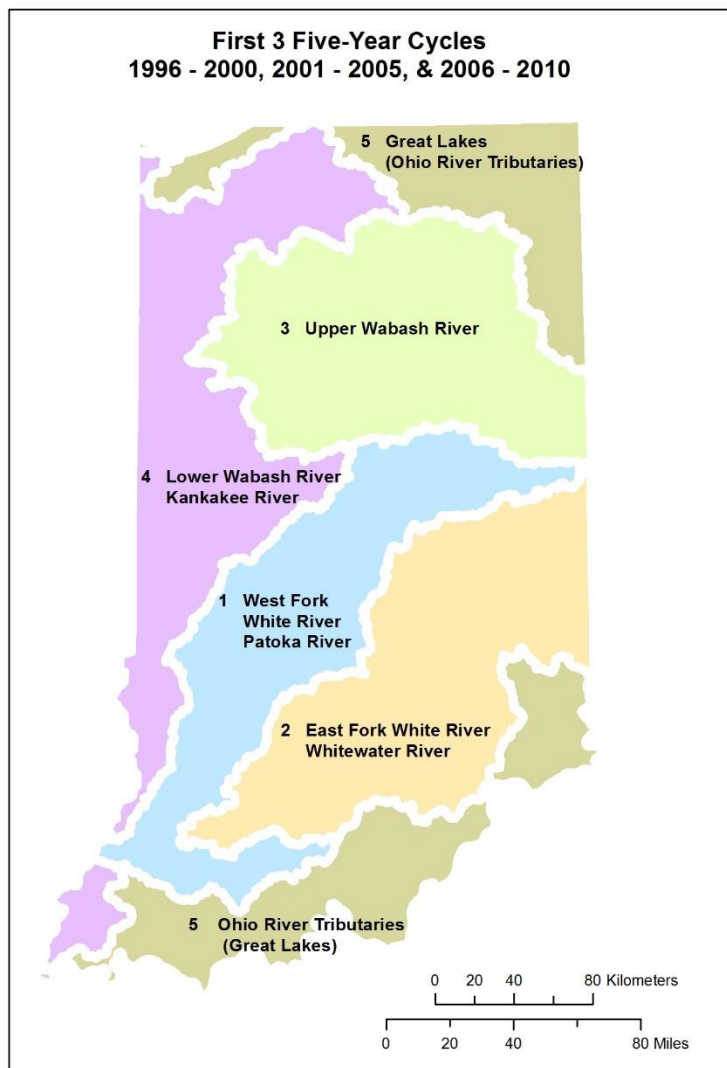 First 3 Five-Year Cycles
1996 - 2000, 2001 - 2005, & 2006 - 2010
5 Great Lakes
(Ohio River Tributaries)
3 Upper Wabash River
4 Lower Wabash River
Kankakee River
1 West Fork
White River
Patoka River
2 East Fork White River
Whitewater River
5 Ohio River Tributaries
(Great Lakes)
0 20 40 80 Kilometers
0 20 40 80 Miles